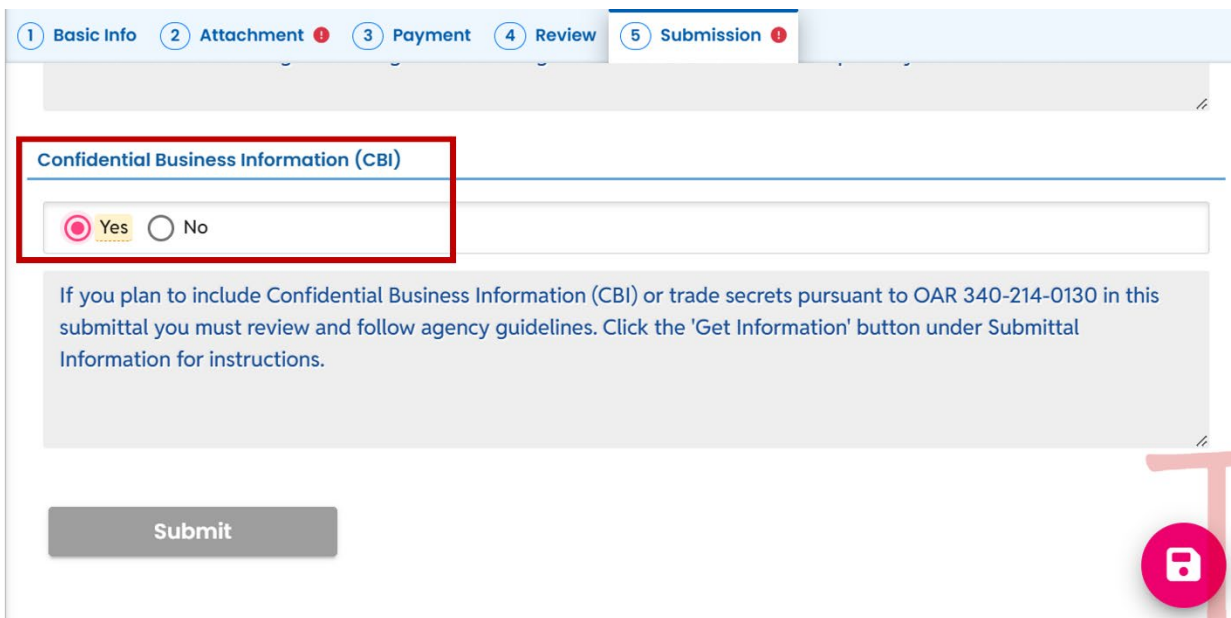 1 Basic Info 2 Attachment ! 3 Payment 4 Review 5 Submission !
Confidential Business Information (CBI)
Yes No
If you plan to include Confidential Business Information (CBI) or trade secrets pursuant to OAR 340-214-0130 in this
submittal you must review and follow agency guidelines. Click the 'Get Information' button under Submittal
Information for instructions.
Submit